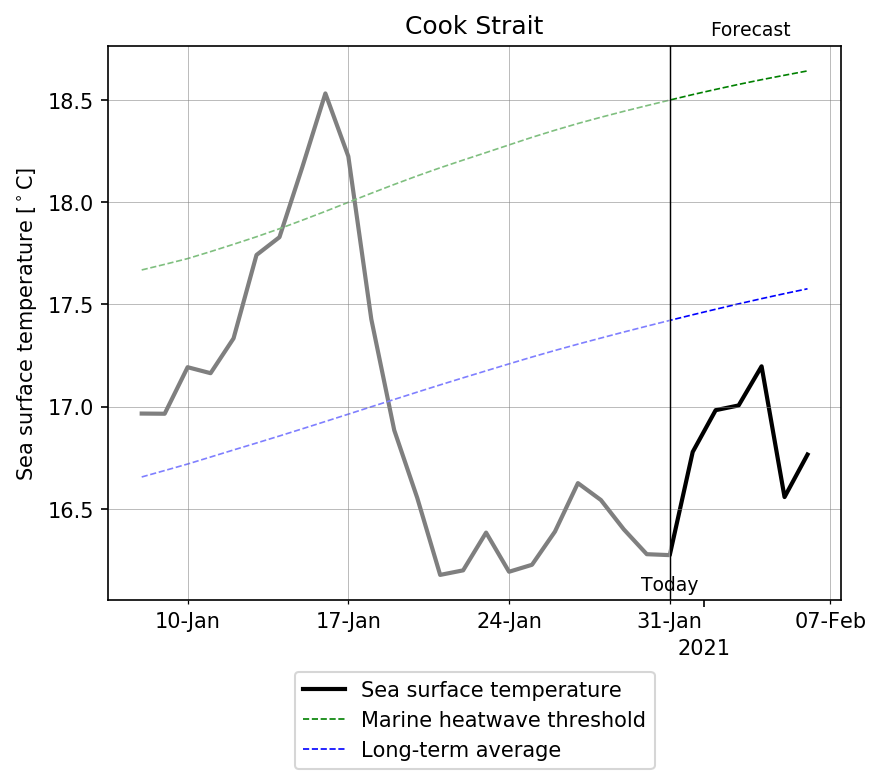 Cook Strait
Forecast
Sea surface temperature [°C]
18.5
18.0
17.5
17.0
16.5
Today
10-Jan 17-Jan 24-Jan 31-Jan 07-Feb
2021
Sea surface temperature
Marine heatwave threshold
Long-term average